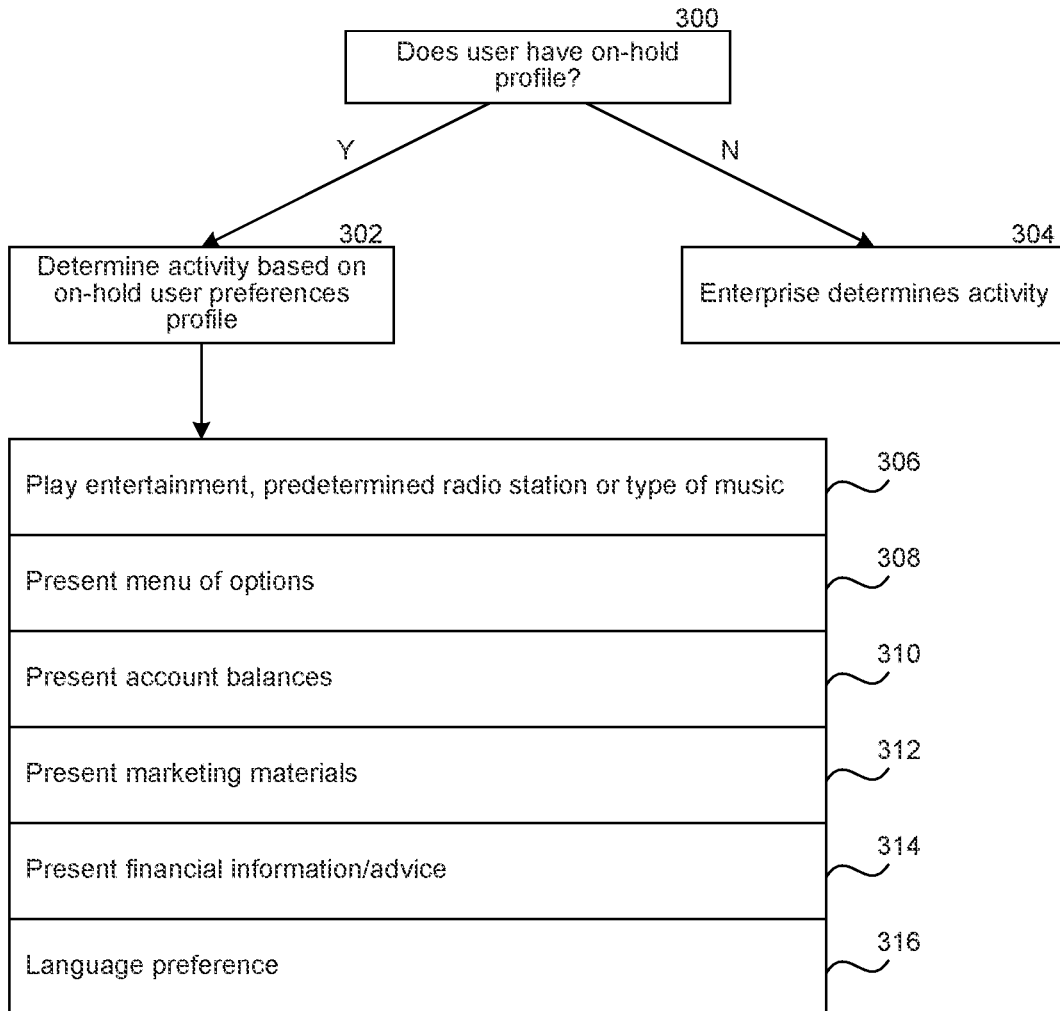 300
Does user have on-hold
profile?
Y
N
302
Determine activity based on
on-hold user preferences
profile
304
Enterprise determines activity
Play entertainment, predetermined radio station or type of music
306
Present menu of options
308
Present account balances
310
Present marketing materials
312
Present financial information/advice
314
Language preference
316